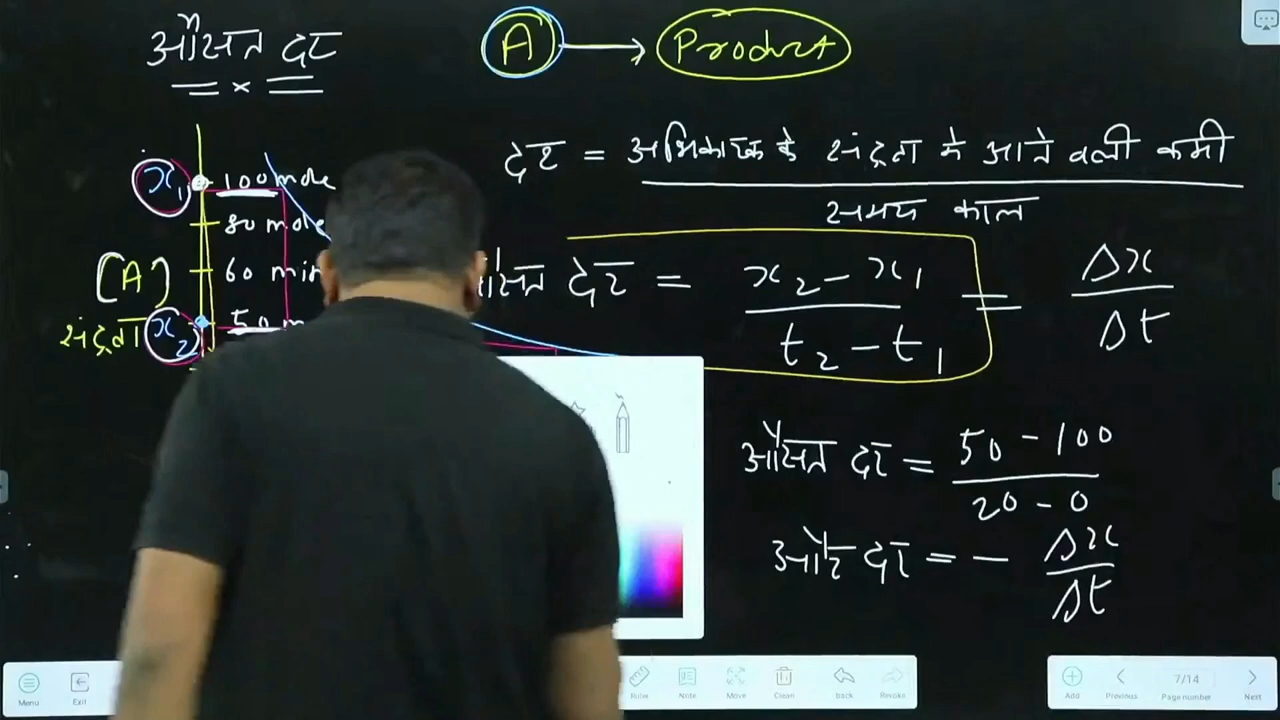 औसत दर
A → Product
दर = अभिकारक के सांद्रता में आने वाली कमी
समय काल
x₁ 100 mole
80 mole
[A] 60 min
सांद्रता x₂ 50 m
औसत दर = x₂ - x₁ / t₂ - t₁ = Δx / Δt
औसत दर = 50 - 100 / 20 - 0
दर = - Δx / Δt
Menu Exit Ruler Note Move Clean Back Revoke Add Previous 7/14 Page number Next